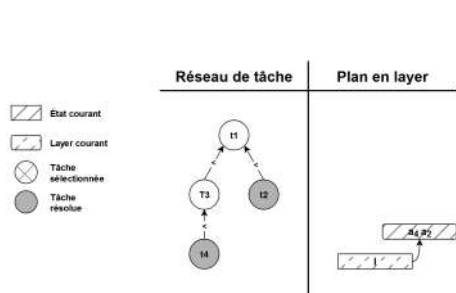 Réseau de tâche
Plan en layer
État courant
Layer courant
Tâche
sélectionnée
Tâche
résolue
t1
<
<
T3
t2
<
t4
a4 a2
I